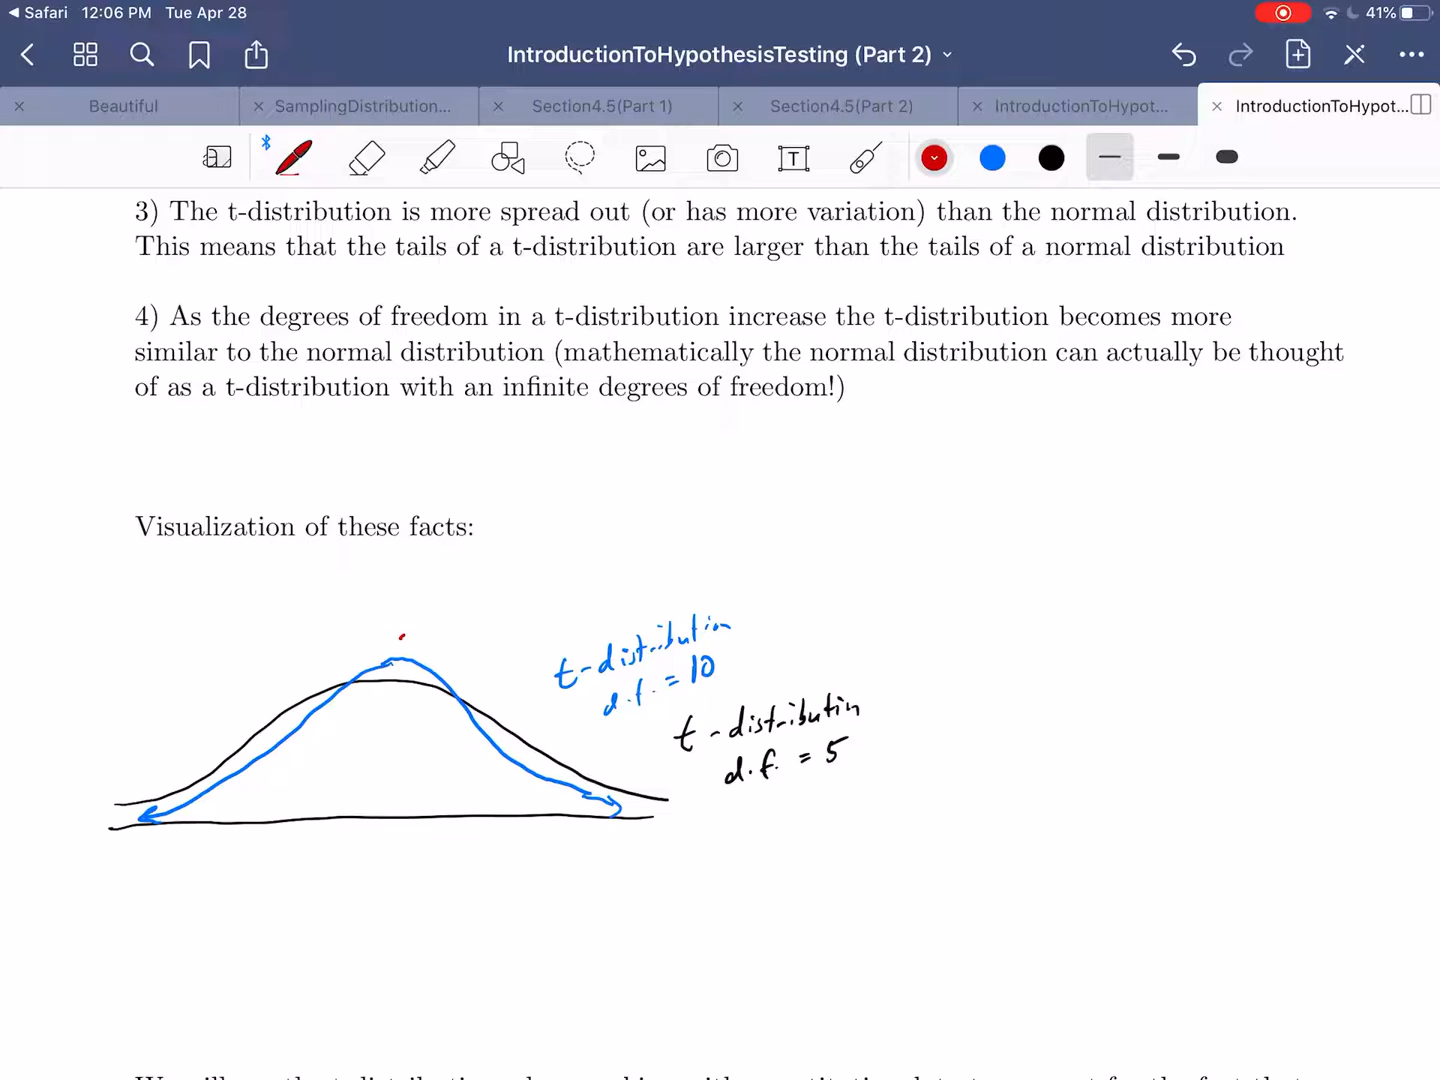 Safari 12:06 PM Tue Apr 28 41%
IntroductionToHypothesisTesting (Part 2)
Beautiful SamplingDistribution... Section4.5(Part 1) Section4.5(Part 2) IntroductionToHypot... IntroductionToHypot...
T
3) The t-distribution is more spread out (or has more variation) than the normal distribution.
This means that the tails of a t-distribution are larger than the tails of a normal distribution
4) As the degrees of freedom in a t-distribution increase the t-distribution becomes more
similar to the normal distribution (mathematically the normal distribution can actually be thought
of as a t-distribution with an infinite degrees of freedom!)
Visualization of these facts:
t-distributin
d.f. = 10
t-distributin
d.f. = 5